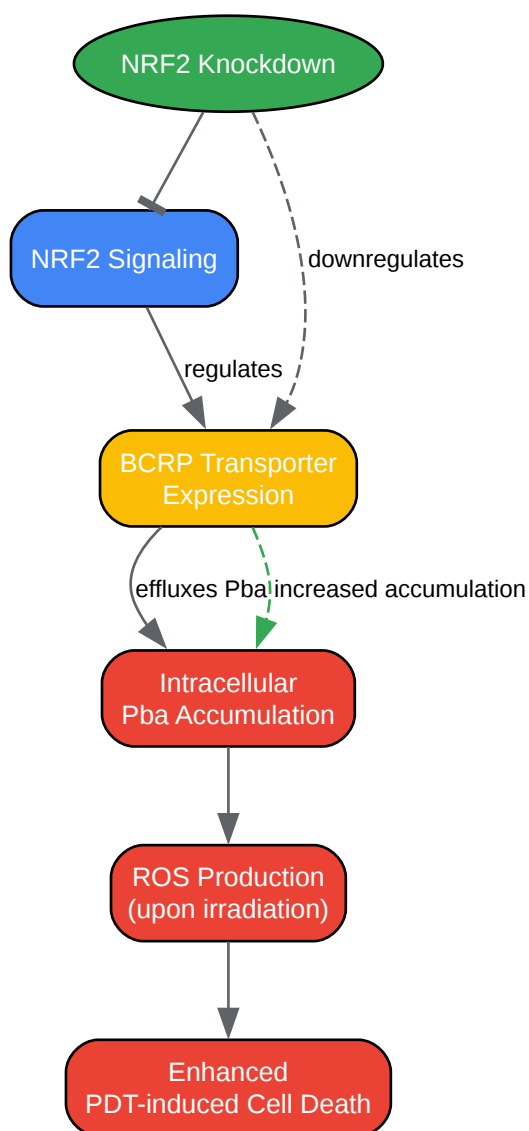 NRF2 Knockdown
NRF2 Signaling
downregulates
regulates
BCRP Transporter
Expression
effluxes Pba
increased accumulation
Intracellular
Pba Accumulation
ROS Production
(upon irradiation)
Enhanced
PDT-induced Cell Death